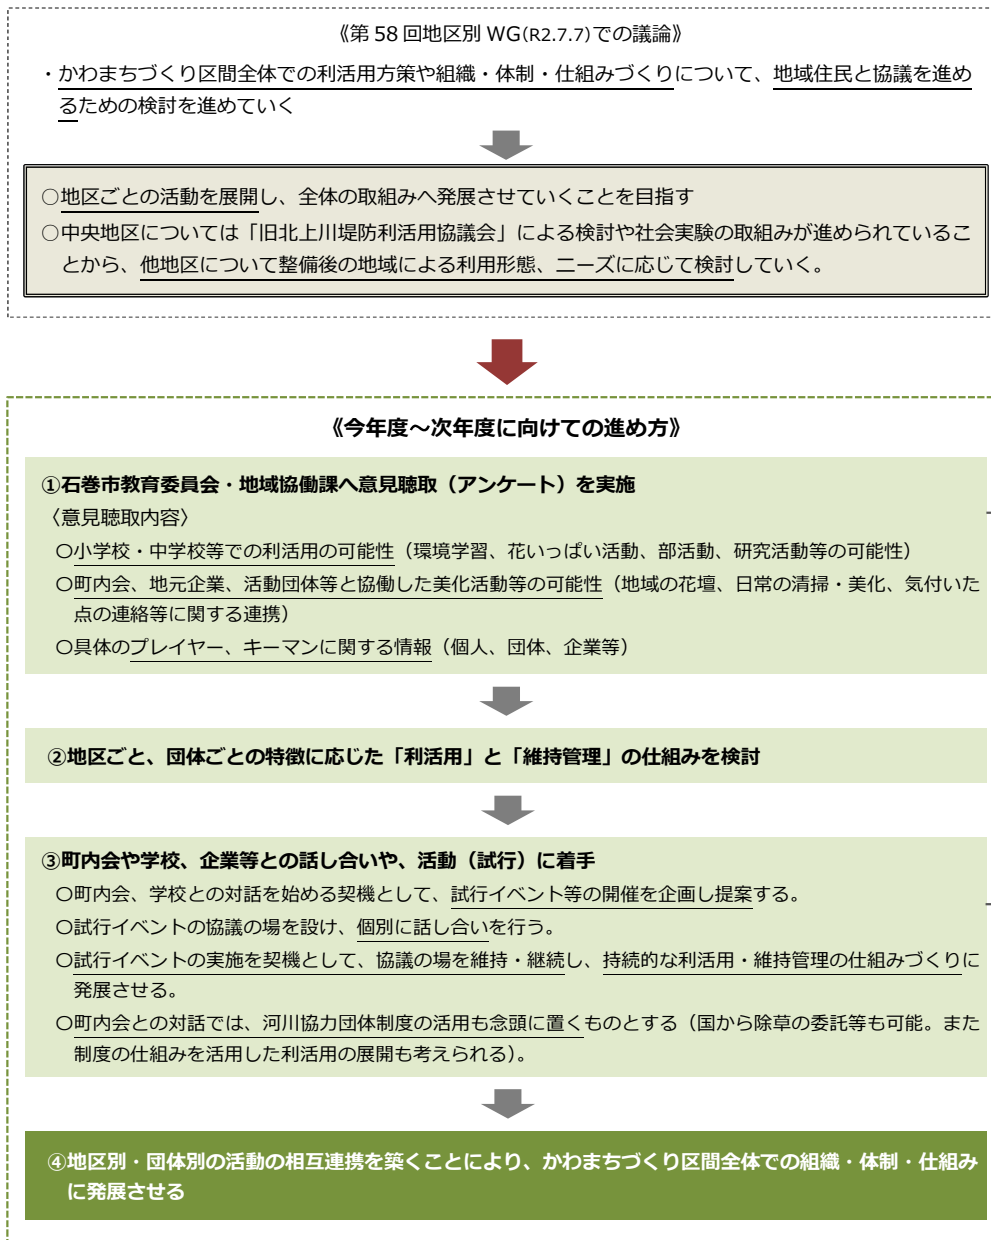 《第58回地区別WG(R2.7.7)での議論》
・かわまちづくり区間全体での利活用方策や組織・体制・仕組みづくりについて、地域住民と協議を進め
るための検討を進めていく
○地区ごとの活動を展開し、全体の取組みへ発展させていくことを目指す
○中央地区については「旧北上川堤防利活用協議会」による検討や社会実験の取組みが進められているこ
とから、他地区について整備後の地域による利用形態、ニーズに応じて検討していく。
《今年度～次年度に向けての進め方》
①石巻市教育委員会・地域協働課へ意見聴取（アンケート）を実施
〈意見聴取内容〉
○小学校・中学校等での利活用の可能性（環境学習、花いっぱい活動、部活動、研究活動等の可能性）
○町内会、地元企業、活動団体等と協働した美化活動等の可能性（地域の花壇、日常の清掃・美化、気付いた
点の連絡等に関する連携）
○具体のプレイヤー、キーマンに関する情報（個人、団体、企業等）
②地区ごと、団体ごとの特徴に応じた「利活用」と「維持管理」の仕組みを検討
③町内会や学校、企業等との話し合いや、活動（試行）に着手
○町内会、学校との対話を始める契機として、試行イベント等の開催を企画し提案する。
○試行イベントの協議の場を設け、個別に話し合いを行う。
○試行イベントの実施を契機として、協議の場を維持・継続し、持続的な利活用・維持管理の仕組みづくりに
発展させる。
○町内会との対話では、河川協力団体制度の活用も念頭に置くものとする（国から除草の委託等も可能。また
制度の仕組みを活用した利活用の展開も考えられる）。
④地区別・団体別の活動の相互連携を築くことにより、かわまちづくり区間全体での組織・体制・仕組み
に発展させる